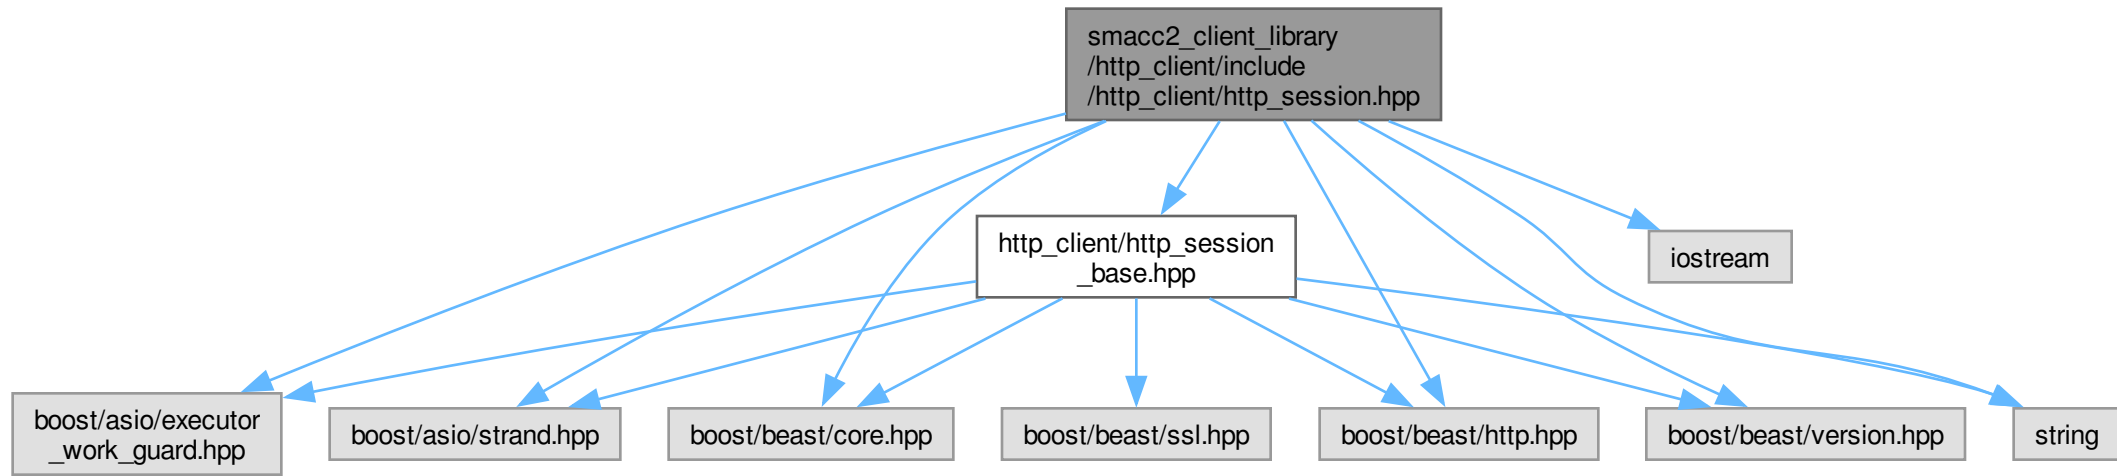 smacc2_client_library
/http_client/include
/http_client/http_session.hpp
http_client/http_session
_base.hpp
iostream
boost/asio/executor
_work_guard.hpp
boost/asio/strand.hpp
boost/beast/core.hpp
boost/beast/ssl.hpp
boost/beast/http.hpp
boost/beast/version.hpp
string